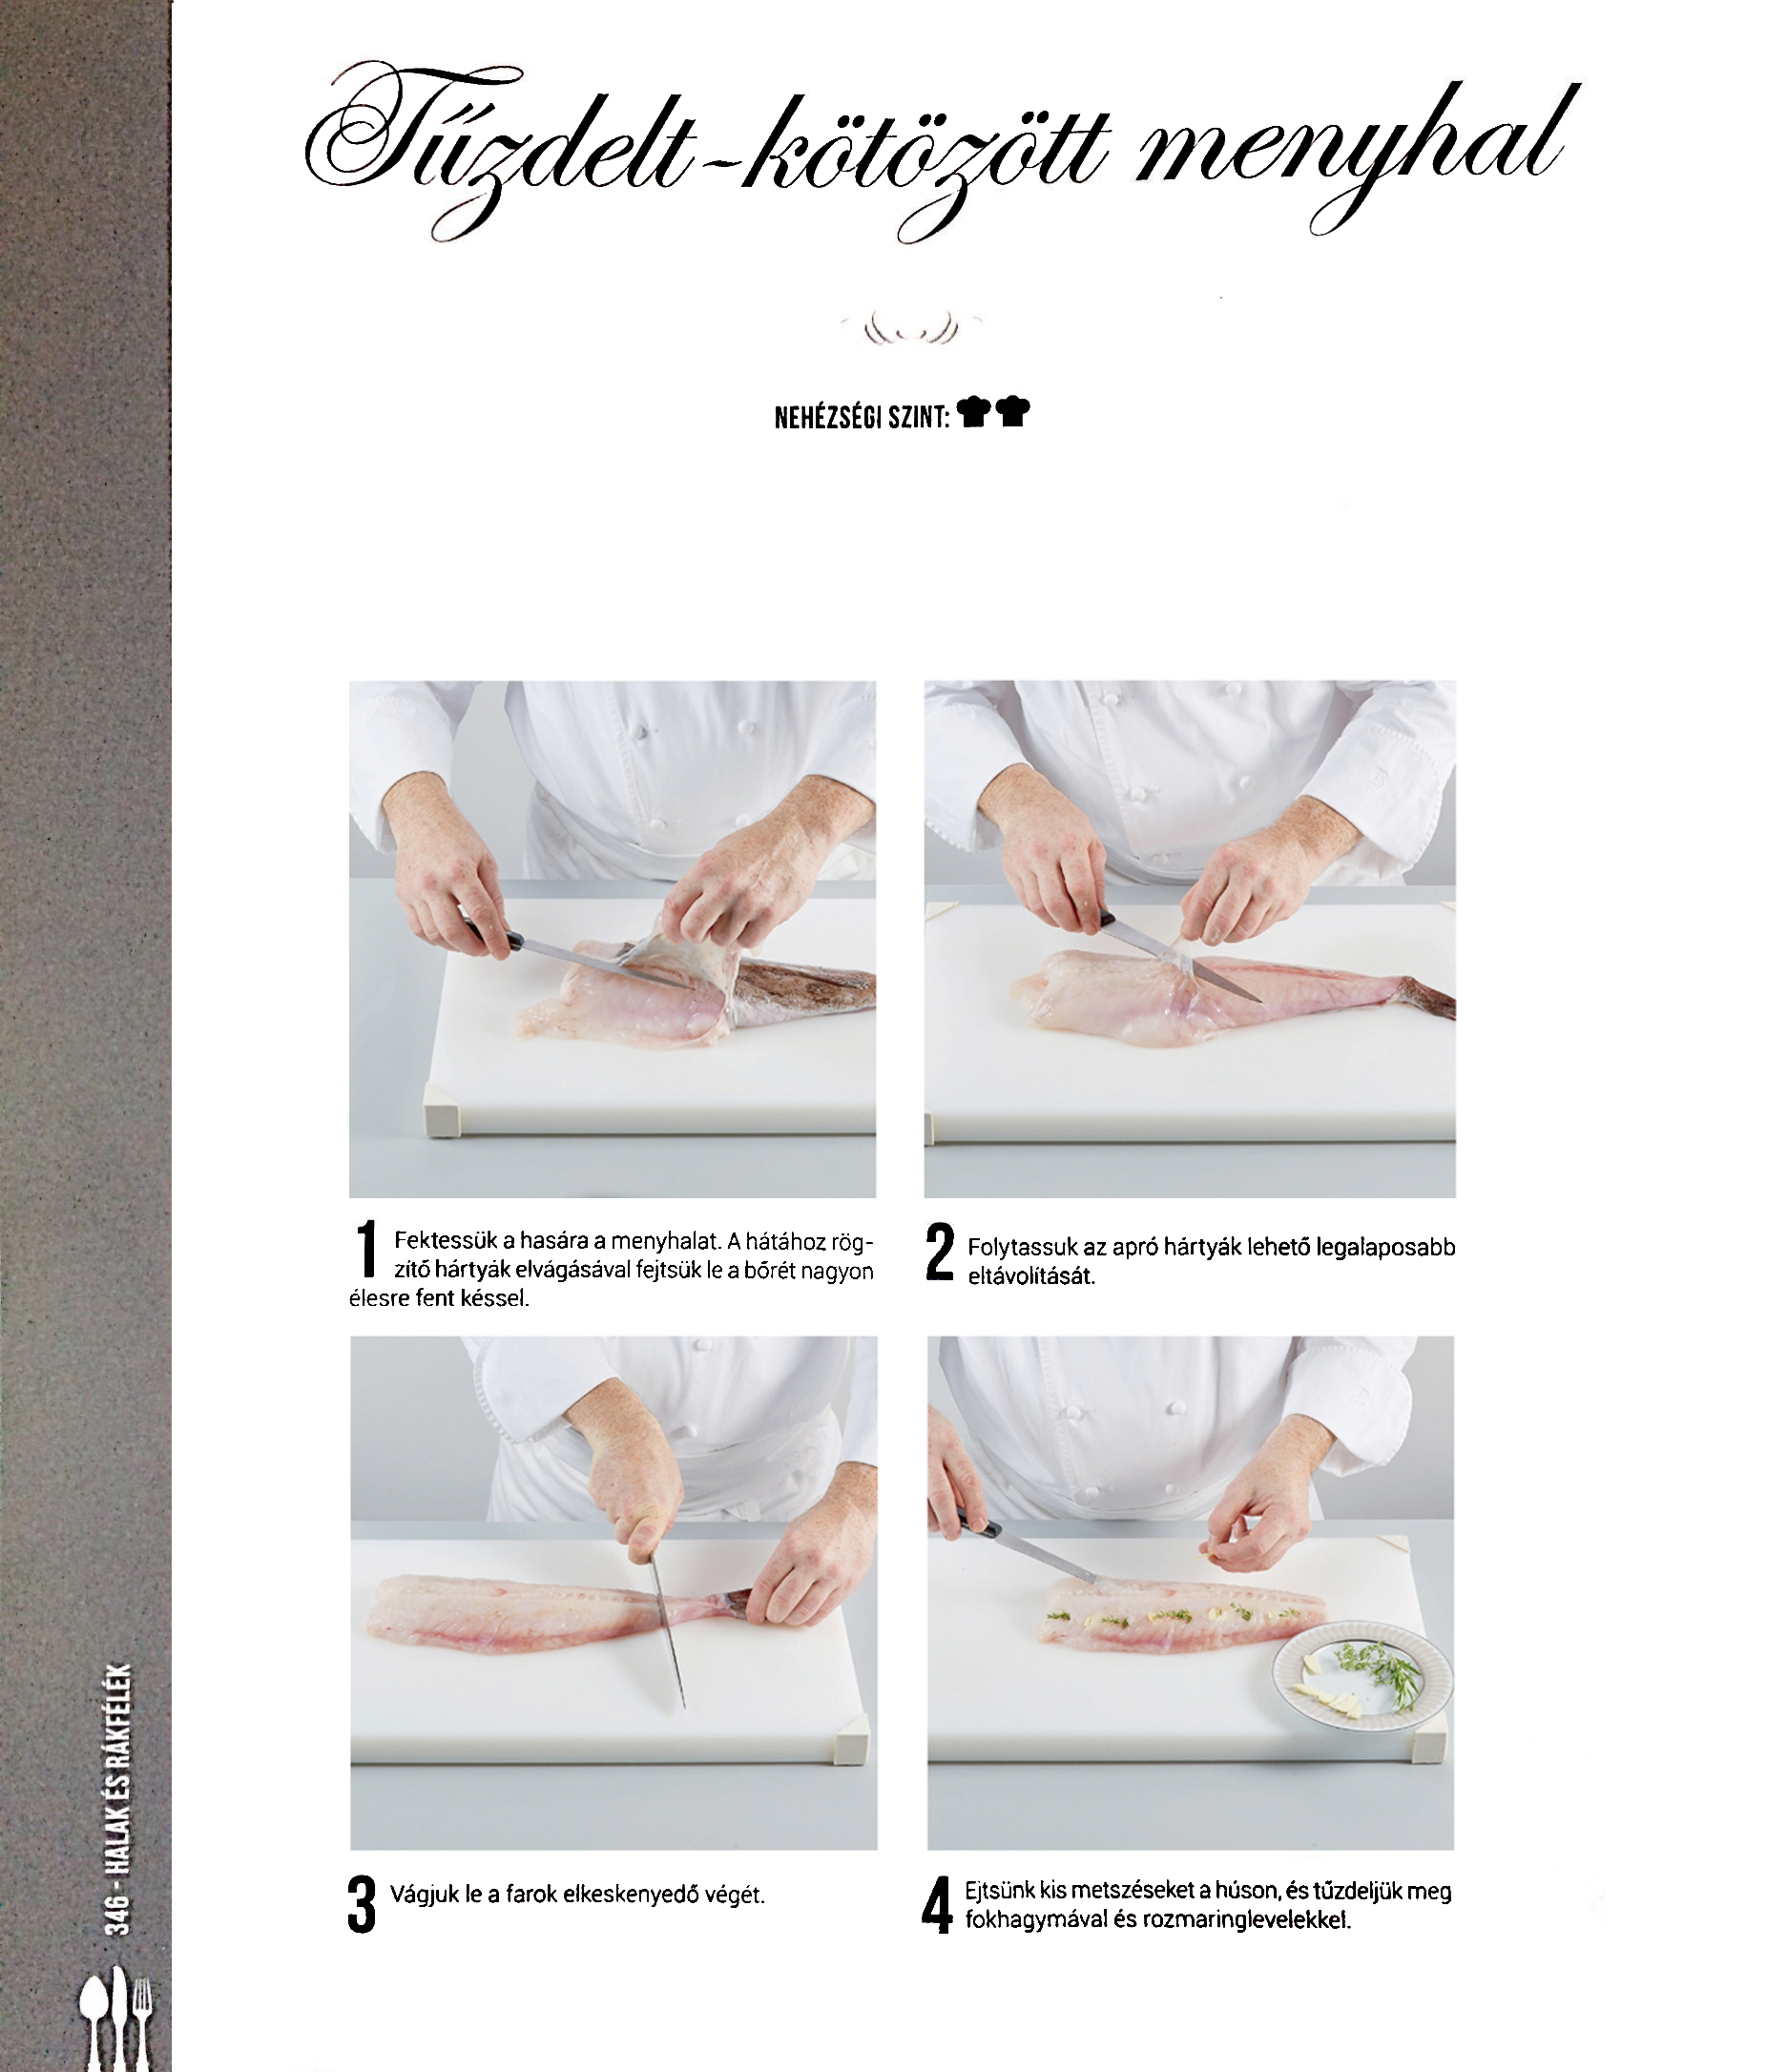 Tűzdelt-kötözött menyhal
NEHÉZSÉGI SZINT:
1 Fektessük a hasára a menyhalat. A hátához rög-
zítő hártyák elvágásával fejtsük le a bőrét nagyon
élesre fent késsel.
2 Folytassuk az apró hártyák lehető legalaposabb
eltávolítását.
3 Vágjuk le a farok elkeskenyedő végét.
4 Ejtsünk kis metszéseket a húson, és tűzdeljük meg
fokhagymával és rozmaringlevelekkel.
346 - HALAK ÉS RÁKFÉLÉK